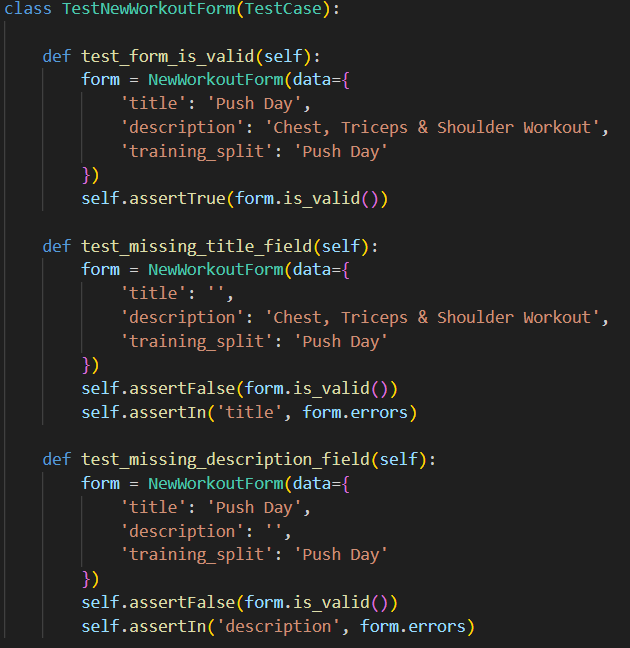 class TestNewWorkoutForm(TestCase):
def test_form_is_valid(self):
form = NewWorkoutForm(data={
'title': 'Push Day',
'description': 'Chest, Triceps & Shoulder Workout',
'training_split': 'Push Day'
})
self.assertTrue(form.is_valid())
def test_missing_title_field(self):
form = NewWorkoutForm(data={
'title': '',
'description': 'Chest, Triceps & Shoulder Workout',
'training_split': 'Push Day'
})
self.assertFalse(form.is_valid())
self.assertIn('title', form.errors)
def test_missing_description_field(self):
form = NewWorkoutForm(data={
'title': 'Push Day',
'description': '',
'training_split': 'Push Day'
})
self.assertFalse(form.is_valid())
self.assertIn('description', form.errors)